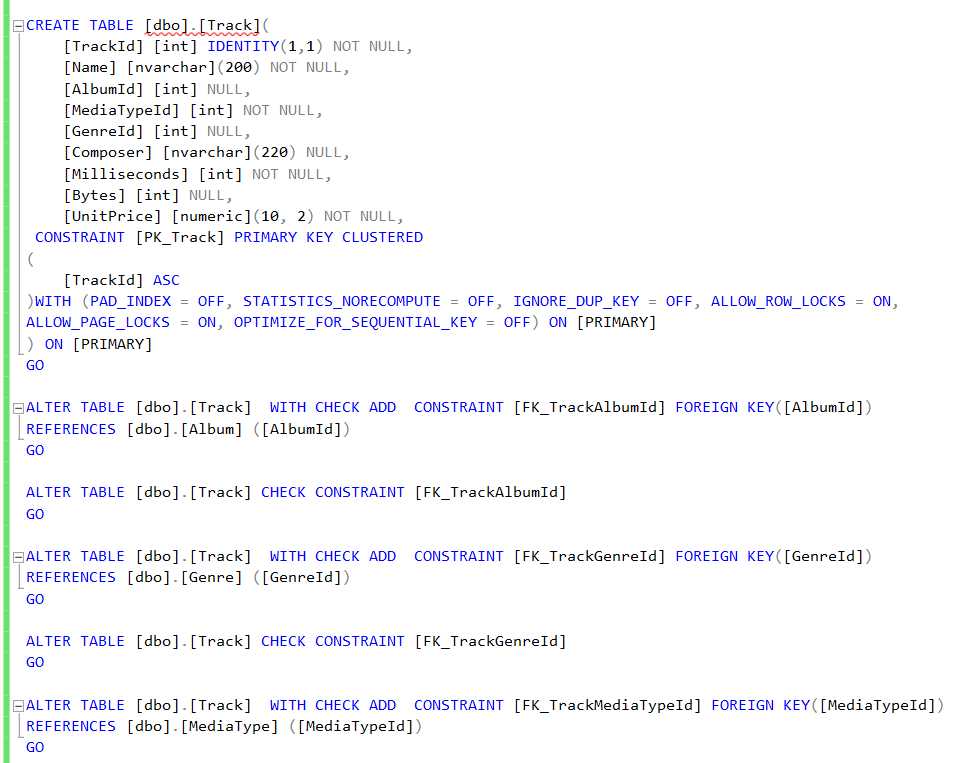 CREATE TABLE [dbo].[Track](
    [TrackId] [int] IDENTITY(1,1) NOT NULL,
    [Name] [nvarchar](200) NOT NULL,
    [AlbumId] [int] NULL,
    [MediaTypeId] [int] NOT NULL,
    [GenreId] [int] NULL,
    [Composer] [nvarchar](220) NULL,
    [Milliseconds] [int] NOT NULL,
    [Bytes] [int] NULL,
    [UnitPrice] [numeric](10, 2) NOT NULL,
 CONSTRAINT [PK_Track] PRIMARY KEY CLUSTERED
(
    [TrackId] ASC
)WITH (PAD_INDEX = OFF, STATISTICS_NORECOMPUTE = OFF, IGNORE_DUP_KEY = OFF, ALLOW_ROW_LOCKS = ON,
ALLOW_PAGE_LOCKS = ON, OPTIMIZE_FOR_SEQUENTIAL_KEY = OFF) ON [PRIMARY]
) ON [PRIMARY]
GO

ALTER TABLE [dbo].[Track]  WITH CHECK ADD  CONSTRAINT [FK_TrackAlbumId] FOREIGN KEY([AlbumId])
REFERENCES [dbo].[Album] ([AlbumId])
GO

ALTER TABLE [dbo].[Track] CHECK CONSTRAINT [FK_TrackAlbumId]
GO

ALTER TABLE [dbo].[Track]  WITH CHECK ADD  CONSTRAINT [FK_TrackGenreId] FOREIGN KEY([GenreId])
REFERENCES [dbo].[Genre] ([GenreId])
GO

ALTER TABLE [dbo].[Track] CHECK CONSTRAINT [FK_TrackGenreId]
GO

ALTER TABLE [dbo].[Track]  WITH CHECK ADD  CONSTRAINT [FK_TrackMediaTypeId] FOREIGN KEY([MediaTypeId])
REFERENCES [dbo].[MediaType] ([MediaTypeId])
GO